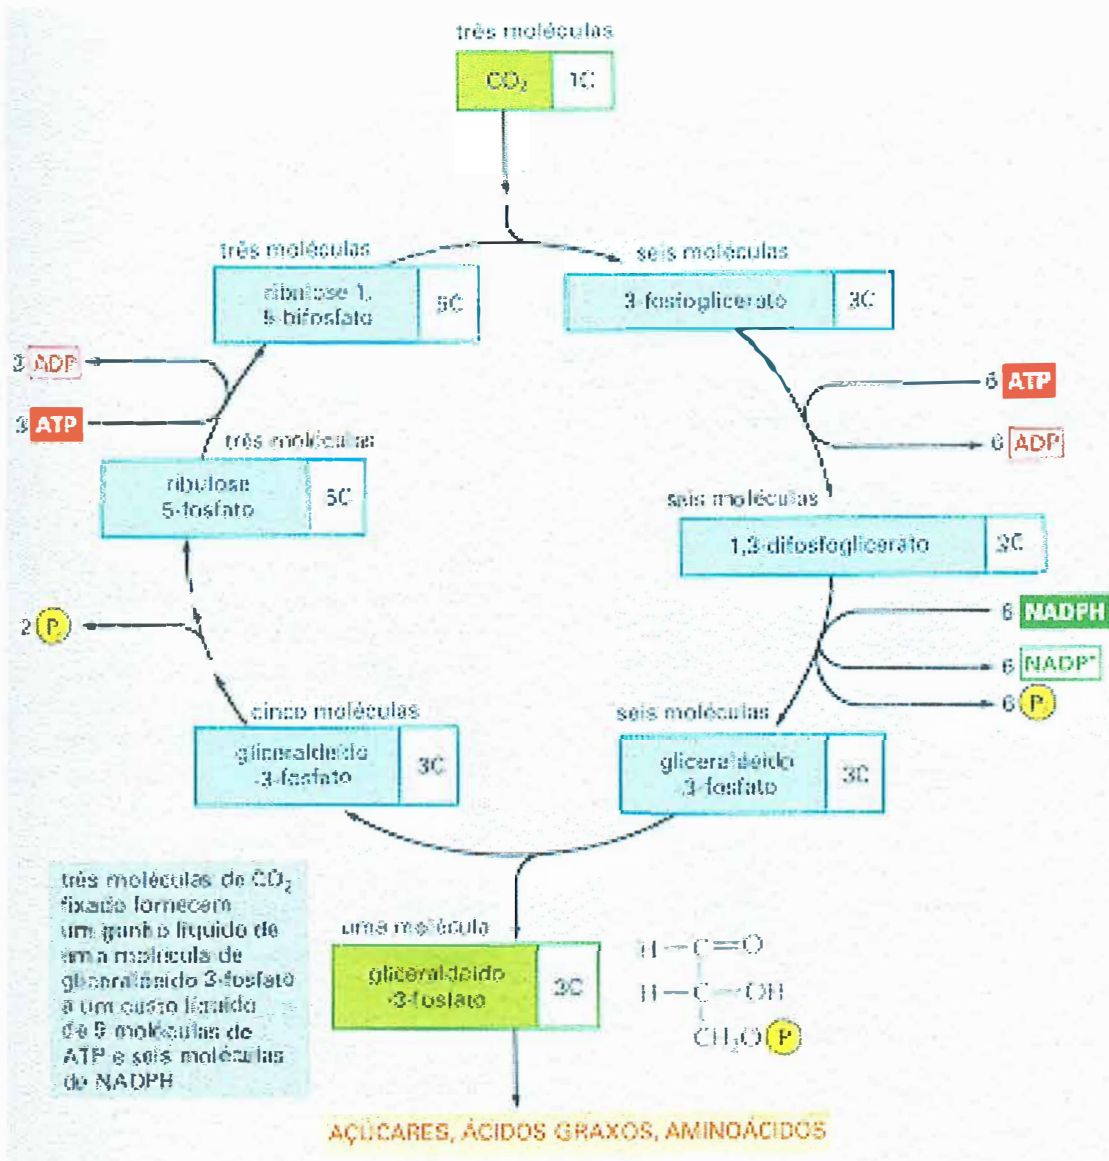 três moléculas
CO₂ 1C
três moléculas
ribulose 1,
5-bifosfato
5C
seis moléculas
3-fosfoglicerato 3C
3 ADP
3 ATP
6 ATP
6 ADP
três moléculas
ribulose
5-fosfato
5C
seis moléculas
1,3-difosfoglicerato 3C
2 P
6 NADPH
6 NADP⁺
6 P
cinco moléculas
gliceraldeído
-3-fosfato
3C
seis moléculas
gliceraldeído
-3-fosfato
3C
três moléculas de CO₂
fixado fornecem
um ganho líquido de
uma molécula de
gliceraldeído 3-fosfato
a um custo líquido
de 9 moléculas de
ATP e seis moléculas
de NADPH
uma molécula
gliceraldeído
-3-fosfato
3C
H—C=O
H—C—OH
CH₂O P
AÇÚCARES, ÁCIDOS GRAXOS, AMINOÁCIDOS